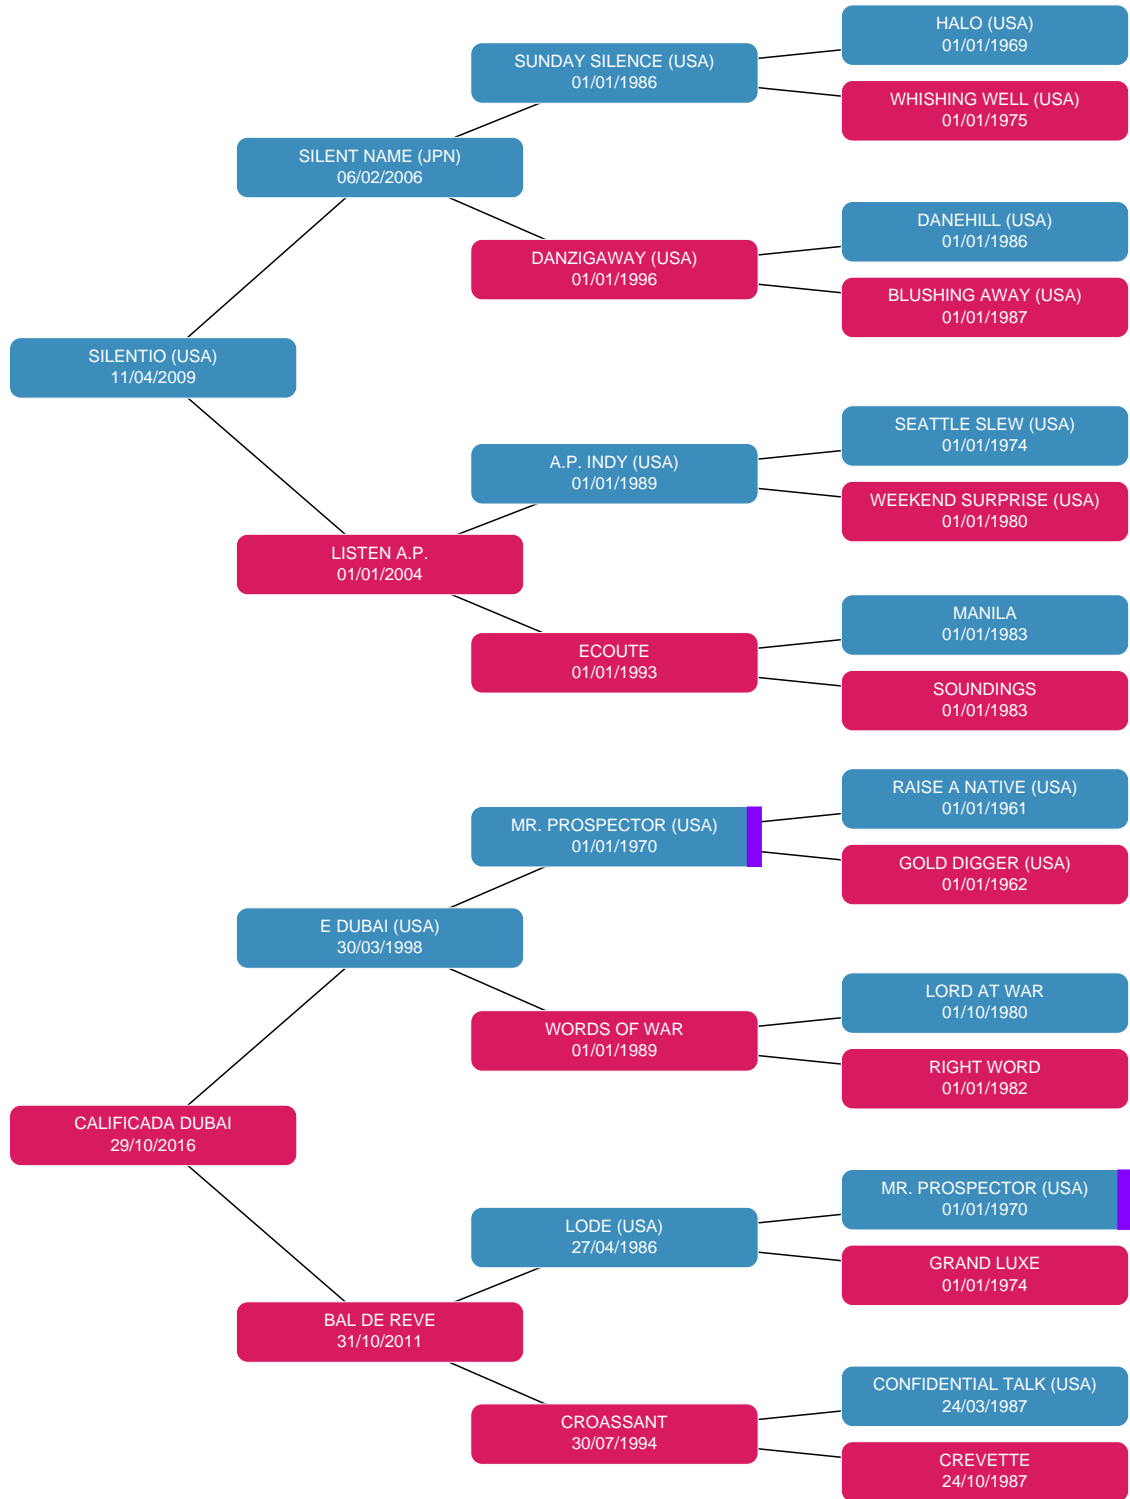 HALO (USA)
01/01/1969
SUNDAY SILENCE (USA)
01/01/1986
WHISHING WELL (USA)
01/01/1975
SILENT NAME (JPN)
06/02/2006
DANEHILL (USA)
01/01/1986
DANZIGAWAY (USA)
01/01/1996
BLUSHING AWAY (USA)
01/01/1987
SILENTIO (USA)
11/04/2009
SEATTLE SLEW (USA)
01/01/1974
A.P. INDY (USA)
01/01/1989
WEEKEND SURPRISE (USA)
01/01/1980
LISTEN A.P.
01/01/2004
MANILA
01/01/1983
ECOUTE
01/01/1993
SOUNDINGS
01/01/1983
RAISE A NATIVE (USA)
01/01/1961
MR. PROSPECTOR (USA)
01/01/1970
GOLD DIGGER (USA)
01/01/1962
E DUBAI (USA)
30/03/1998
LORD AT WAR
01/10/1980
WORDS OF WAR
01/01/1989
RIGHT WORD
01/01/1982
CALIFICADA DUBAI
29/10/2016
MR. PROSPECTOR (USA)
01/01/1970
LODE (USA)
27/04/1986
GRAND LUXE
01/01/1974
BAL DE REVE
31/10/2011
CONFIDENTIAL TALK (USA)
24/03/1987
CROASSANT
30/07/1994
CREVETTE
24/10/1987